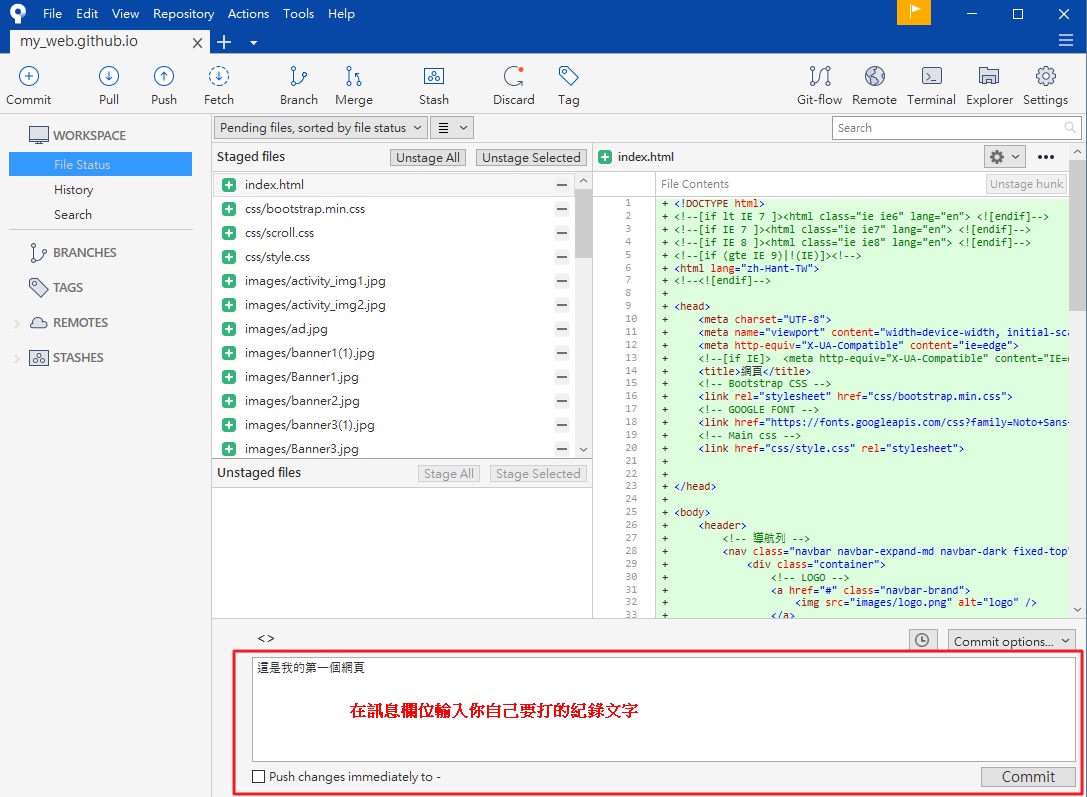 File Edit View Repository Actions Tools Help
my_web.github.io
Commit Pull Push Fetch Branch Merge Stash Discard Tag Git-flow Remote Terminal Explorer Settings
WORKSPACE
File Status
History
Search
BRANCHES
TAGS
REMOTES
STASHES
Pending files, sorted by file status
Search
Staged files Unstage All Unstage Selected
index.html
css/bootstrap.min.css
css/scroll.css
css/style.css
images/activity_img1.jpg
images/activity_img2.jpg
images/ad.jpg
images/banner1(1).jpg
images/Banner1.jpg
images/banner2.jpg
images/banner3(1).jpg
images/Banner3.jpg
Unstaged files Stage All Stage Selected
index.html
File Contents Unstage hunk
1 + <!DOCTYPE html>
2 + <!--[if lt IE 7 ]><html class="ie ie6" lang="en"> <![endif]-->
3 + <!--[if IE 7 ]><html class="ie ie7" lang="en"> <![endif]-->
4 + <!--[if IE 8 ]><html class="ie ie8" lang="en"> <![endif]-->
5 + <!--[if (gte IE 9)|!(IE)]><!-->
6 + <html lang="zh-Hant-TW">
7 + <!--<![endif]-->
8 +
9 + <head>
10 + <meta charset="UTF-8">
11 + <meta name="viewport" content="width=device-width, initial-sca
12 + <meta http-equiv="X-UA-Compatible" content="ie=edge">
13 + <!--[if IE]> <meta http-equiv="X-UA-Compatible" content="IE=
14 + <title>網頁</title>
15 + <!-- Bootstrap CSS -->
16 + <link rel="stylesheet" href="css/bootstrap.min.css">
17 + <!-- GOOGLE FONT -->
18 + <link href="https://fonts.googleapis.com/css?family=Noto+Sans+
19 + <!-- Main css -->
20 + <link href="css/style.css" rel="stylesheet">
21 +
22 +
23 + </head>
24 +
25 + <body>
26 + <header>
27 + <!-- 導航列 -->
28 + <nav class="navbar navbar-expand-md navbar-dark fixed-top"
29 + <div class="container">
30 + <!-- LOGO -->
31 + <a href="#" class="navbar-brand">
32 + <img src="images/logo.png" alt="logo" />
33 + </a>
<> Commit options...
這是我的第一個網頁
在訊息欄位輸入你自己要打的紀錄文字
Push changes immediately to - Commit